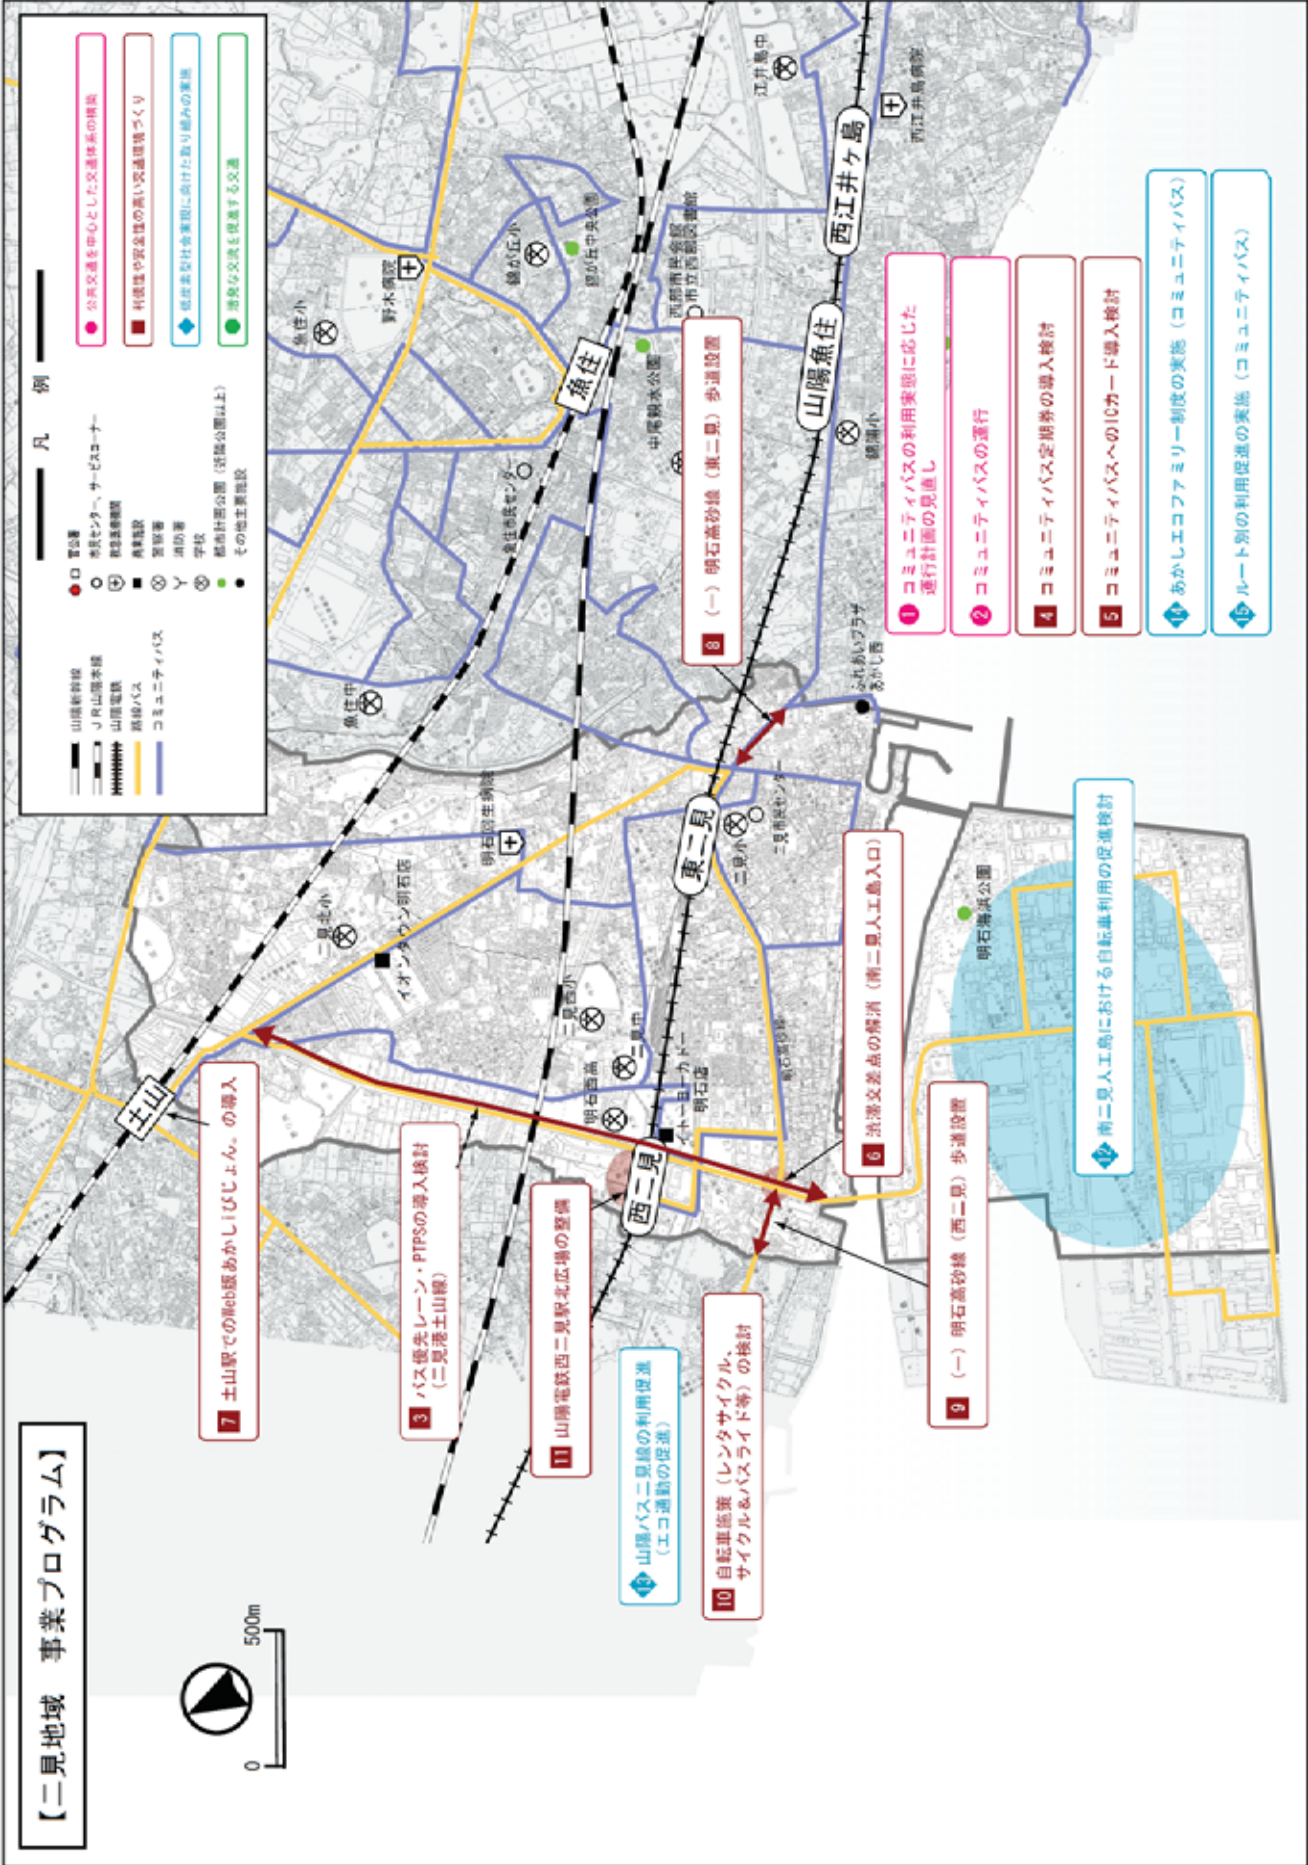 【二見地域　事業プログラム】
0
500m
凡　例
山陽新幹線
ＪＲ山陽本線
山陽電鉄
路線バス
コミュニティバス
官公署
市民センター、サービスコーナー
救急医療機関
商業施設
警察署
消防署
学校
都市計画公園（近隣公園以上）
その他主要施設
公共交通を中心とした交通体系の構築
利便性や安全性の高い交通環境づくり
低炭素型社会実現に向けた取り組みの実施
活発な交流を促進する交通
7 土山駅でのWeb版あかしiびじょん。の導入
3 バス優先レーン・PTPSの導入検討
（二見港土山線）
11 山陽電鉄西二見駅北広場の整備
13 山陽バス二見線の利用促進
（エコ通勤の促進）
10 自転車施策（レンタサイクル、
サイクル&バスライド等）の検討
9 （一）明石高砂線（西二見）歩道設置
6 渋滞交差点の解消（南二見人工島入口）
12 南二見人工島における自転車利用の促進検討
8 （一）明石高砂線（東二見）歩道設置
1 コミュニティバスの利用実態に応じた
運行計画の見直し
2 コミュニティバスの運行
4 コミュニティバス定期券の導入検討
5 コミュニティバスへのICカード導入検討
14 あかしエコファミリー制度の実施（コミュニティバス）
15 ルート別の利用促進の実施（コミュニティバス）
土山
魚住
西二見
東二見
山陽魚住
西江井ヶ島
二見北小
イオンタウン明石店
明石回生病院
魚住中
魚住小
野木病院
錦が丘小
錦が丘中央公園
魚住市民センター
中尾親水公園
西部市民会館
市立西部図書館
江井島中
西江井島病院
錦浦小
ふれあいプラザ
あかし西
二見西小
二見中
明石西高
イトーヨーカドー
明石店
二見小
二見市民センター
明石高砂線
明石海浜公園